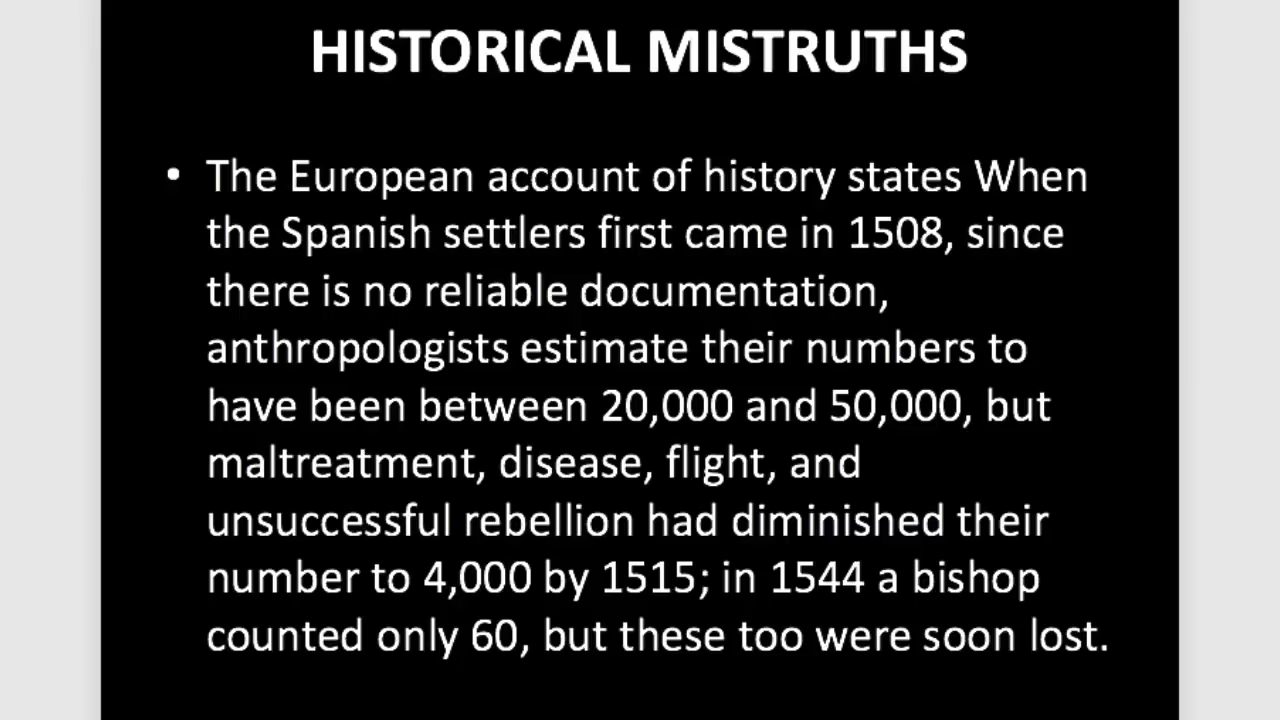 HISTORICAL MISTRUTHS
• The European account of history states When
the Spanish settlers first came in 1508, since
there is no reliable documentation,
anthropologists estimate their numbers to
have been between 20,000 and 50,000, but
maltreatment, disease, flight, and
unsuccessful rebellion had diminished their
number to 4,000 by 1515; in 1544 a bishop
counted only 60, but these too were soon lost.